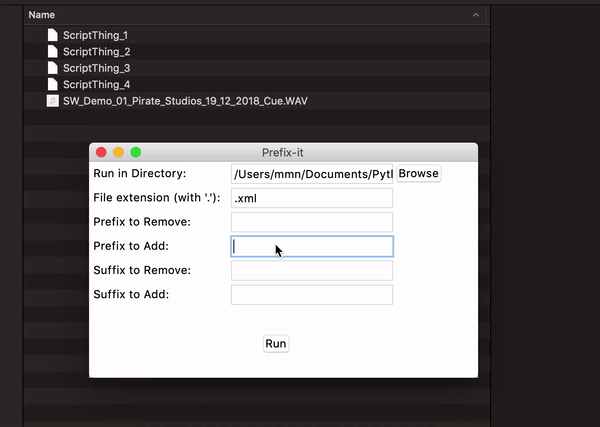 Name
ScriptThing_1
ScriptThing_2
ScriptThing_3
ScriptThing_4
SW_Demo_01_Pirate_Studios_19_12_2018_Cue.WAV
Prefix-it
Run in Directory: /Users/mmn/Documents/Pytl Browse
File extension (with '.'): .xml
Prefix to Remove:
Prefix to Add:
Suffix to Remove:
Suffix to Add:
Run